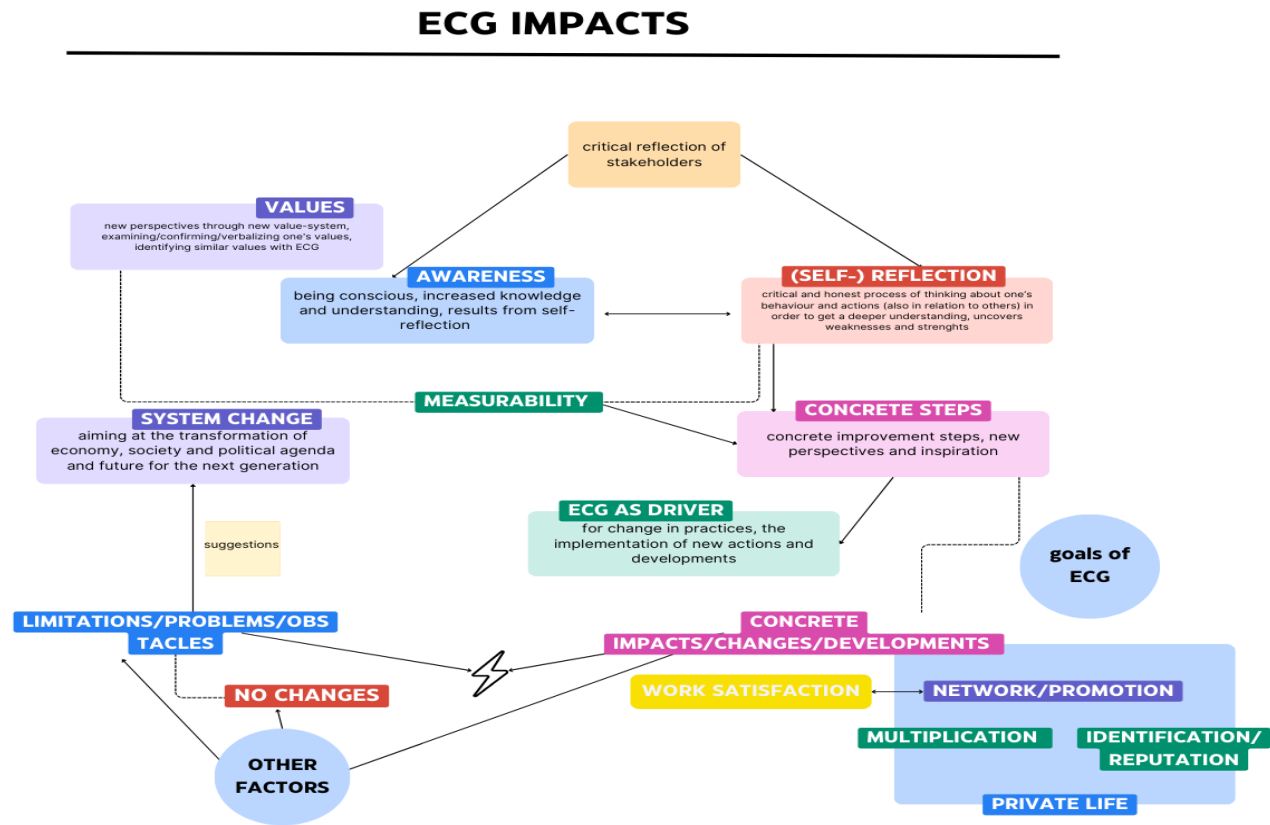 ECG IMPACTS
critical reflection of
stakeholders
VALUES
new perspectives through new value-system,
examining/confirming/verbalizing one's values,
identifying similar values with ECG
AWARENESS
being conscious, increased knowledge
and understanding, results from self-
reflection
(SELF-) REFLECTION
critical and honest process of thinking about one's
behaviour and actions (also in relation to others) in
order to get a deeper understanding, uncovers
weaknesses and strenghts
MEASURABILITY
SYSTEM CHANGE
aiming at the transformation of
economy, society and political agenda
and future for the next generation
CONCRETE STEPS
concrete improvement steps, new
perspectives and inspiration
ECG AS DRIVER
for change in practices, the
implementation of new actions and
developments
suggestions
goals of
ECG
LIMITATIONS/PROBLEMS/OBS
TACLES
CONCRETE
IMPACTS/CHANGES/DEVELOPMENTS
NO CHANGES
WORK SATISFACTION
NETWORK/PROMOTION
MULTIPLICATION
IDENTIFICATION/
REPUTATION
OTHER
FACTORS
PRIVATE LIFE